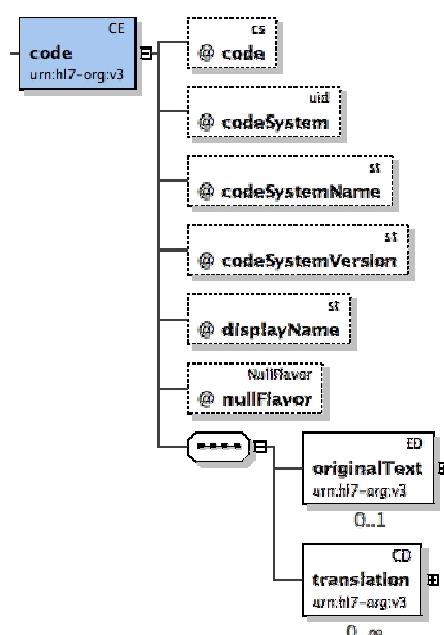 CE
code
urn:hl7-org:v3
cs
@ code
uid
@ codeSystem
st
@ codeSystemName
st
@ codeSystemVersion
st
@ displayName
NullFlavor
@ nullFlavor
ED
originalText
urn:hl7-org:v3
0..1
CD
translation
urn:hl7-org:v3
0..∞